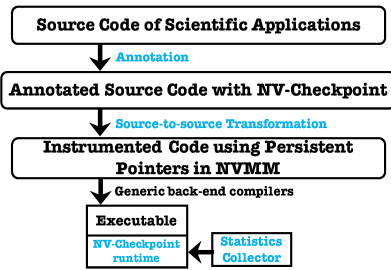 Source Code of Scientific Applications
Annotation
Annotated Source Code with NV-Checkpoint
Source-to-source Transformation
Instrumented Code using Persistent
Pointers in NVMM
Generic back-end compilers
Executable
NV-Checkpoint
runtime
Statistics
Collector